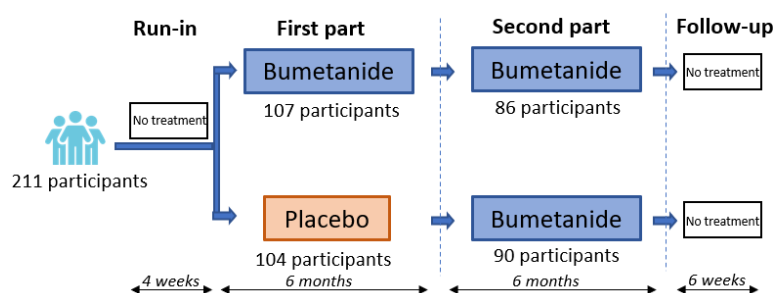 Run-in
First part
Second part
Follow-up
No treatment
Bumetanide
Bumetanide
No treatment
107 participants
86 participants
211 participants
Placebo
Bumetanide
No treatment
104 participants
90 participants
4 weeks
6 months
6 months
6 weeks